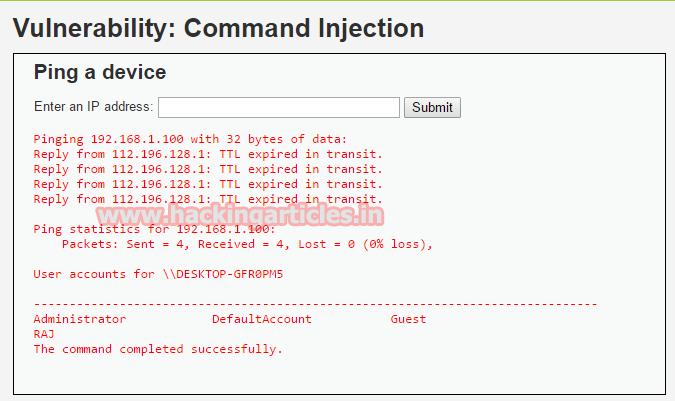 Vulnerability: Command Injection
Ping a device
Enter an IP address: Submit
Pinging 192.168.1.100 with 32 bytes of data:
Reply from 112.196.128.1: TTL expired in transit.
Reply from 112.196.128.1: TTL expired in transit.
Reply from 112.196.128.1: TTL expired in transit.
Reply from 112.196.128.1: TTL expired in transit.
www.hackingarticles.in
Ping statistics for 192.168.1.100:
    Packets: Sent = 4, Received = 4, Lost = 0 (0% loss),
User accounts for \\DESKTOP-GFR0PM5
-------------------------------------------------------------------------------
Administrator            DefaultAccount           Guest
RAJ
The command completed successfully.